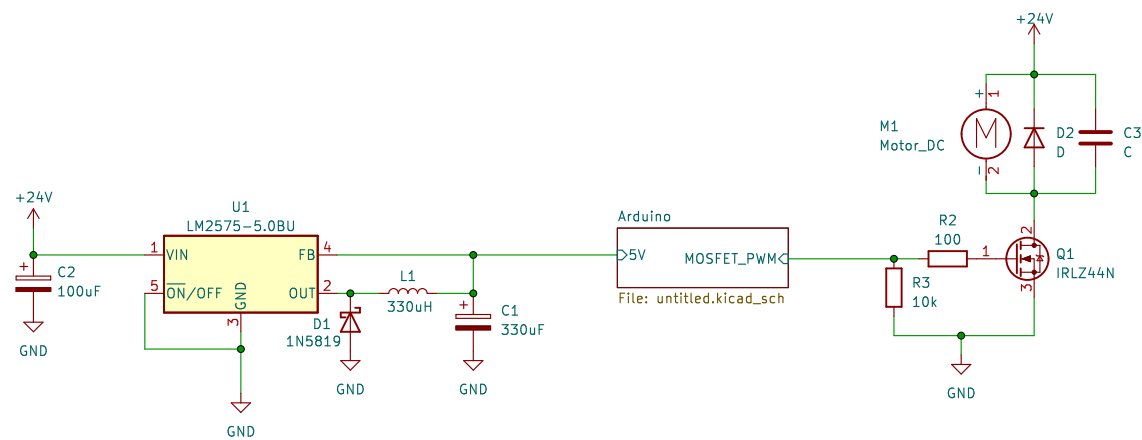 +24V
C2
100uF
+
GND
U1
LM2575-5.0BU
1
VIN
5
ON/OFF
GND
3
FB
4
OUT
2
GND
D1
1N5819
GND
L1
330uH
+
C1
330uF
GND
Arduino
5V
MOSFET_PWM
File: untitled.kicad_sch
R2
100
R3
10k
GND
1
2
3
Q1
IRLZ44N
+24V
M1
Motor_DC
+
1
M
−
2
D2
D
C3
C